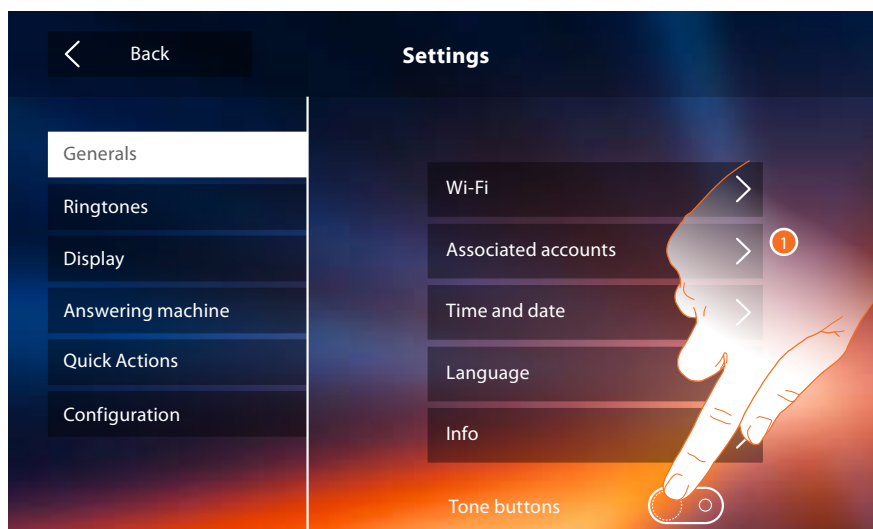 Back
Settings
Generals
Ringtones
Display
Answering machine
Quick Actions
Configuration
Wi-Fi
Associated accounts
1
Time and date
Language
Info
Tone buttons